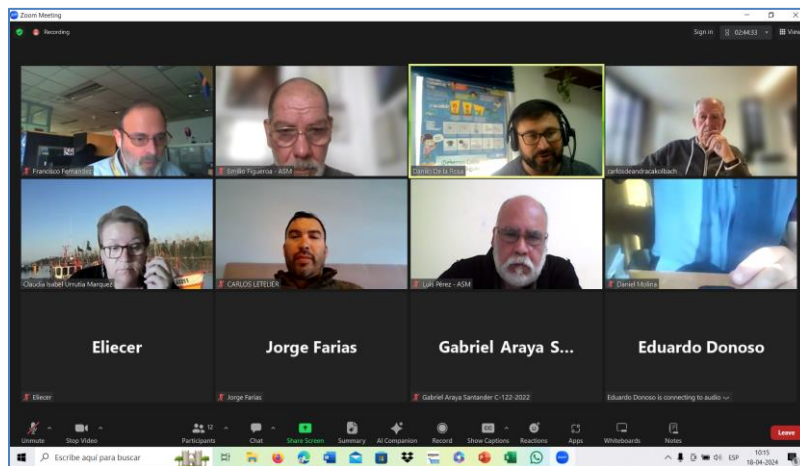 Zoom Meeting
Recording
Sign in
02:44:33
View
Francisco Fernandez
Emilio Figueroa - ASM
Danilo De la Rosa
carlosdeandracakolbach
Claudia Isabel Urrutia Marquez
CARLOS LETELIER
Luis Pérez - ASM
Daniel Molina
Eliecer
Jorge Farias
Gabriel Araya S...
Eduardo Donoso
Eliecer
Jorge Farias
Gabriel Araya Santander C-122-2022
Eduardo Donoso is connecting to audio
12
Unmute
Stop Video
Participants
Chat
Share Screen
Summary
AI Companion
Record
Show Captions
Reactions
Apps
Whiteboards
Notes
Leave
Escribe aquí para buscar
ESP
10:15
18-04-2024